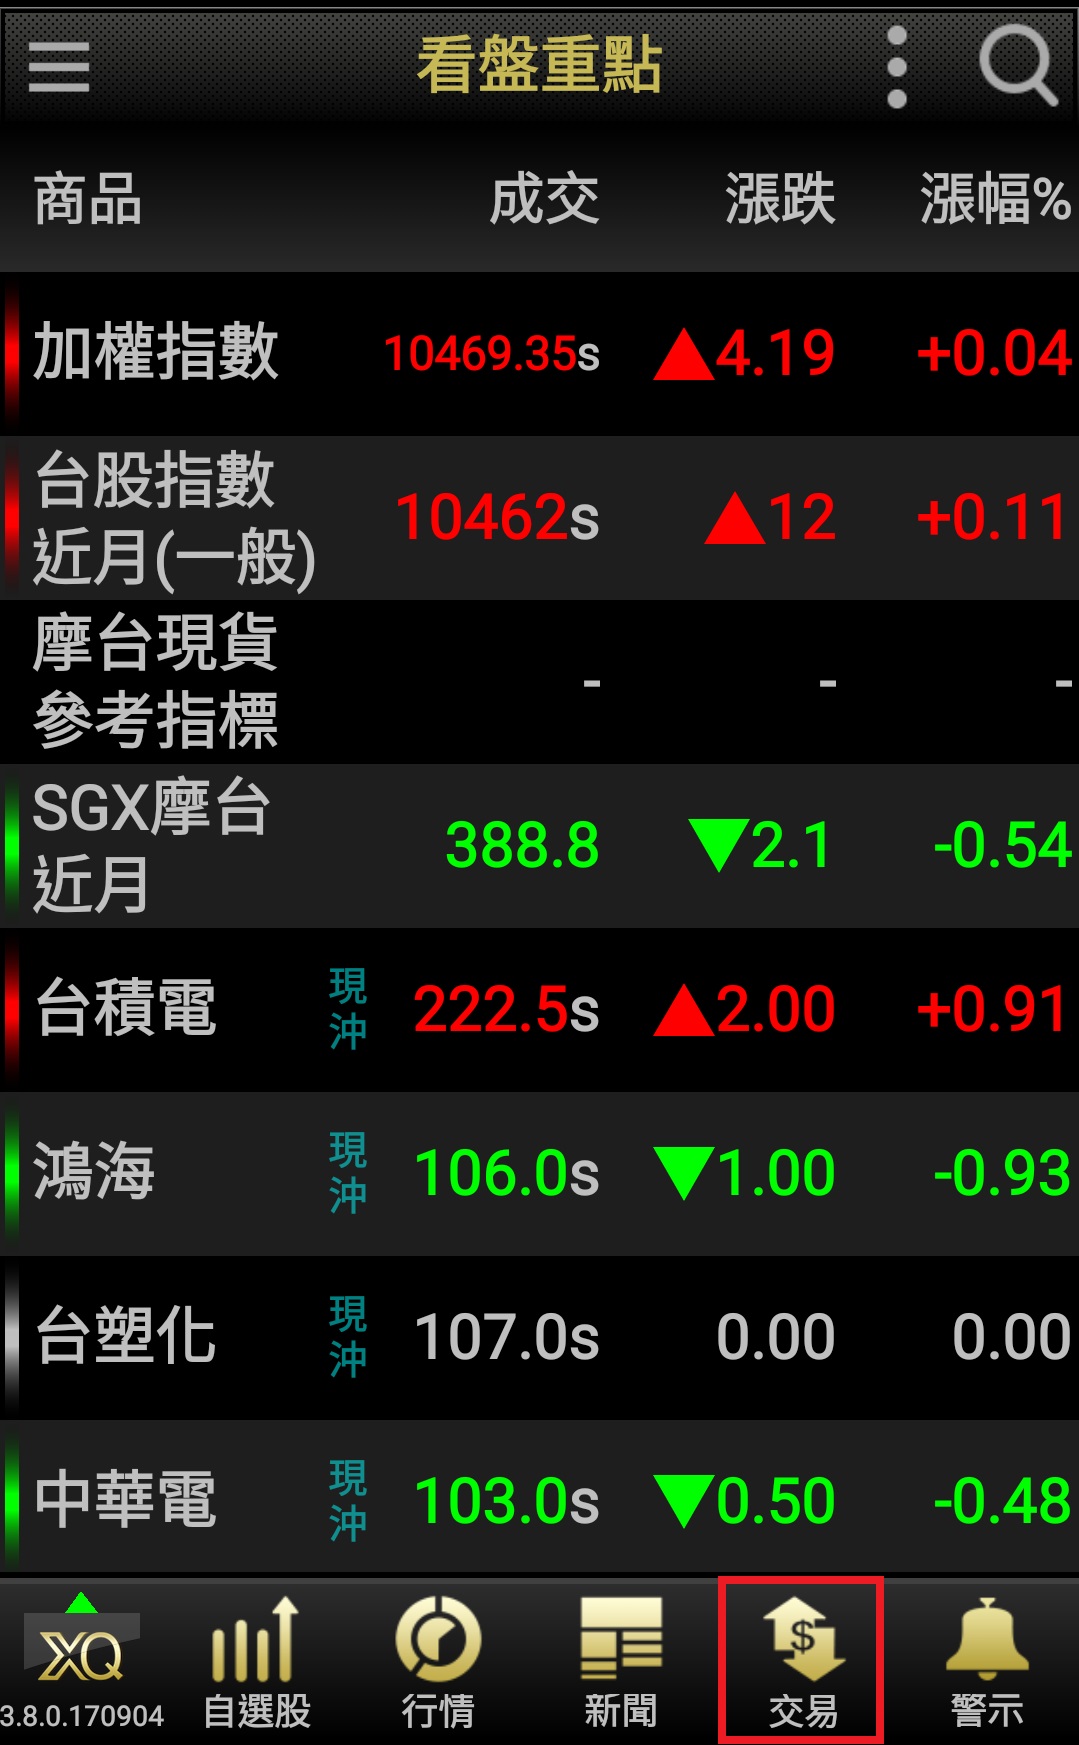 看盤重點
商品 成交 漲跌 漲幅%
加權指數 10469.35s ▲4.19 +0.04
台股指數
近月(一般) 10462s ▲12 +0.11
摩台現貨
參考指標 - - -
SGX摩台
近月 388.8 ▼2.1 -0.54
台積電 現沖 222.5s ▲2.00 +0.91
鴻海 現沖 106.0s ▼1.00 -0.93
台塑化 現沖 107.0s 0.00 0.00
中華電 現沖 103.0s ▼0.50 -0.48
XQ $
3.8.0.170904 自選股 行情 新聞 交易 警示